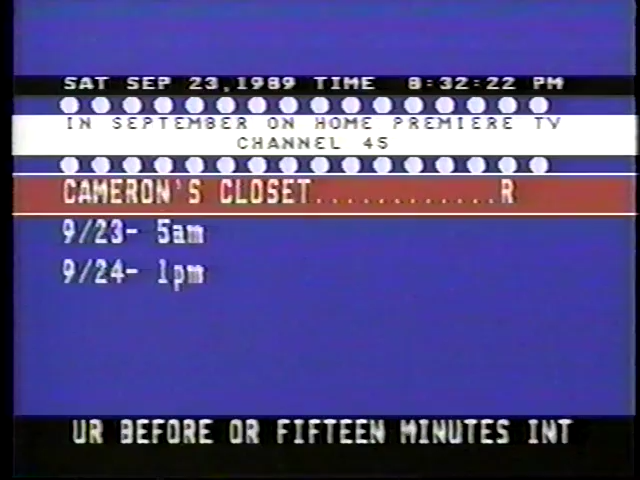 SAT SEP 23,1989 TIME  8:32:22 PM
IN SEPTEMBER ON HOME PREMIERE TV
CHANNEL 45
CAMERON'S CLOSET............R
9/23- 5am
9/24- 1pm
UR BEFORE OR FIFTEEN MINUTES INT